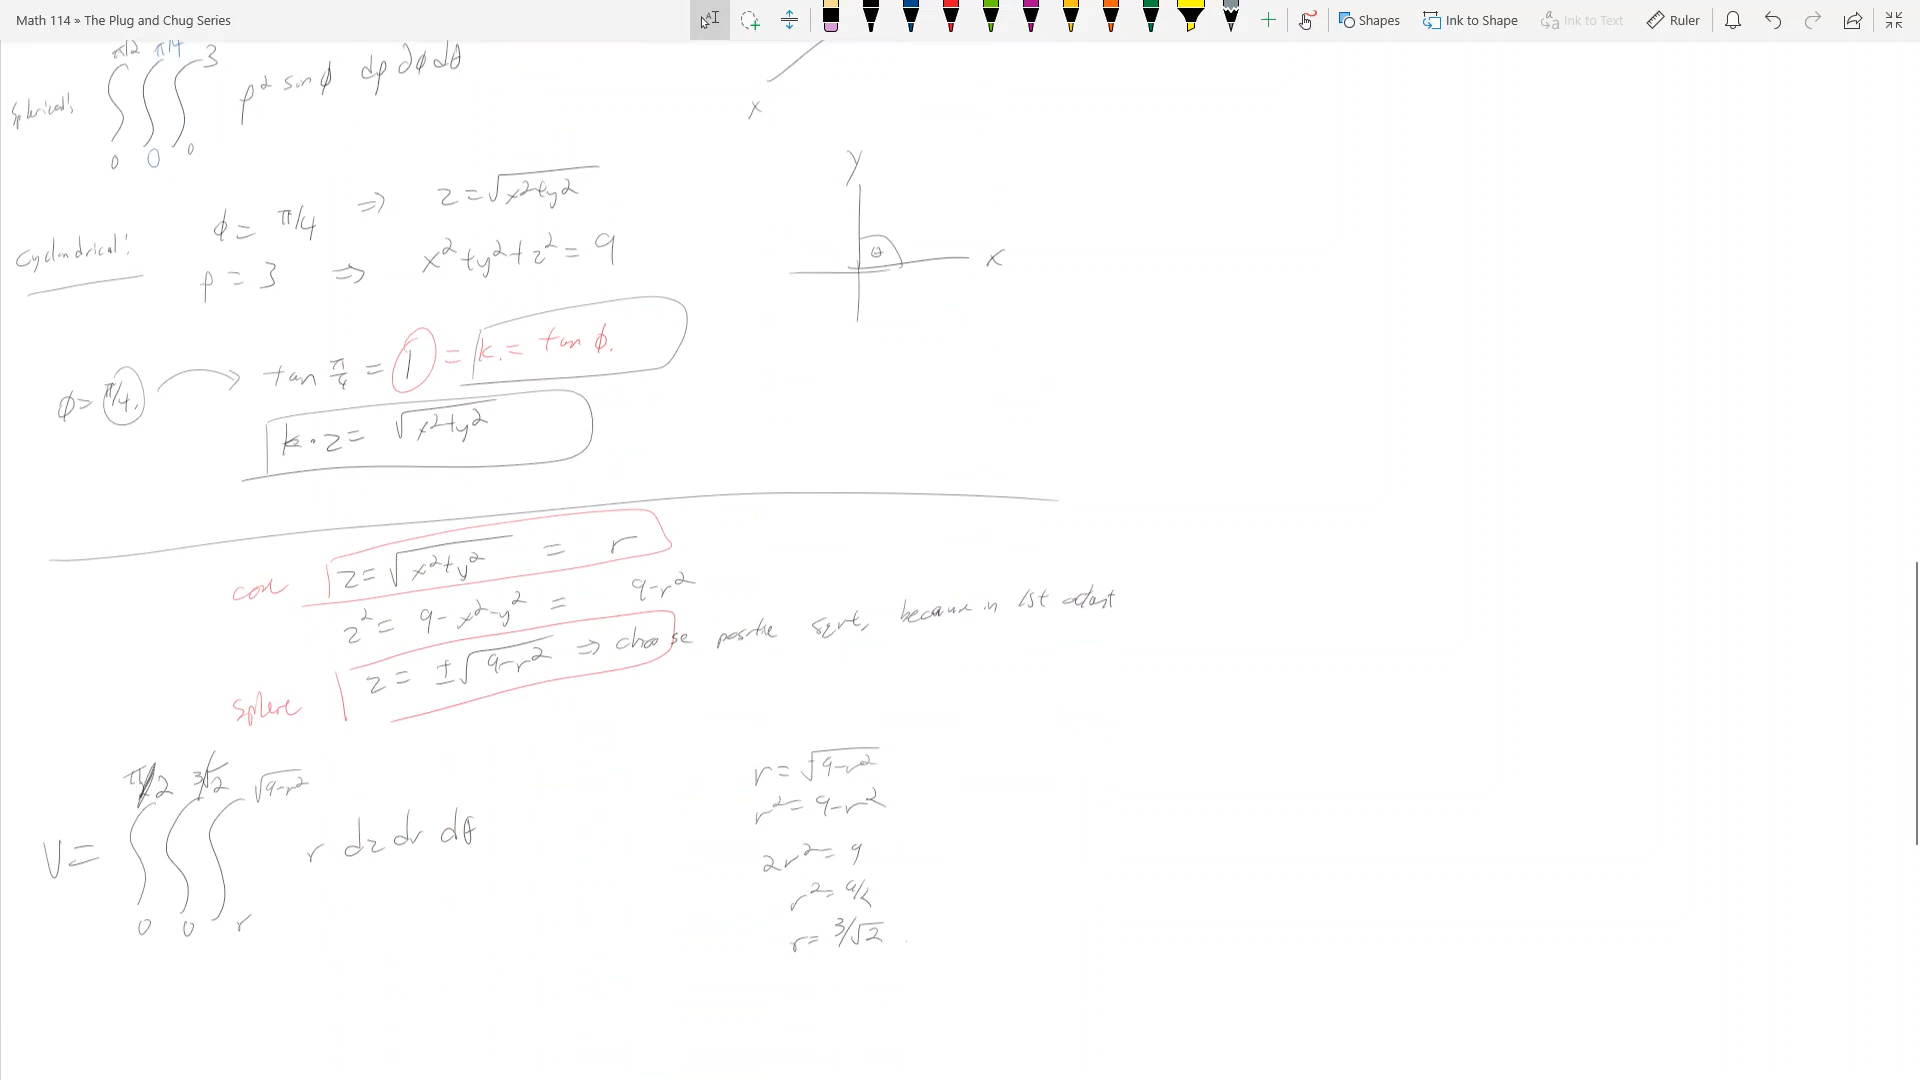 Math 114 » The Plug and Chug Series
Shapes
Ink to Shape
Ink to Text
Ruler
π/2 π/4 3
Spherical: ∫∫∫ ρ² sin φ dρ dφ dθ
0 0 0
x
y
θ x
Cylindrical: φ = π/4 ⇒ z = √x²+y²
ρ = 3 ⇒ x²+y²+z² = 9
φ = π/4. → tan π/4 = 1 = k. = tan φ.
k·z = √x²+y²
cone z = √x²+y² = r
z² = 9-x²-y² = 9-r²
sphere z = ±√9-r² ⇒ choose positive sqrt, because in 1st octant
π/2 3/√2 √9-r²
V = ∫∫∫ r dz dr dθ
0 0 r
r = √9-r²
r² = 9-r²
2r² = 9
r² = 9/2
r = 3/√2